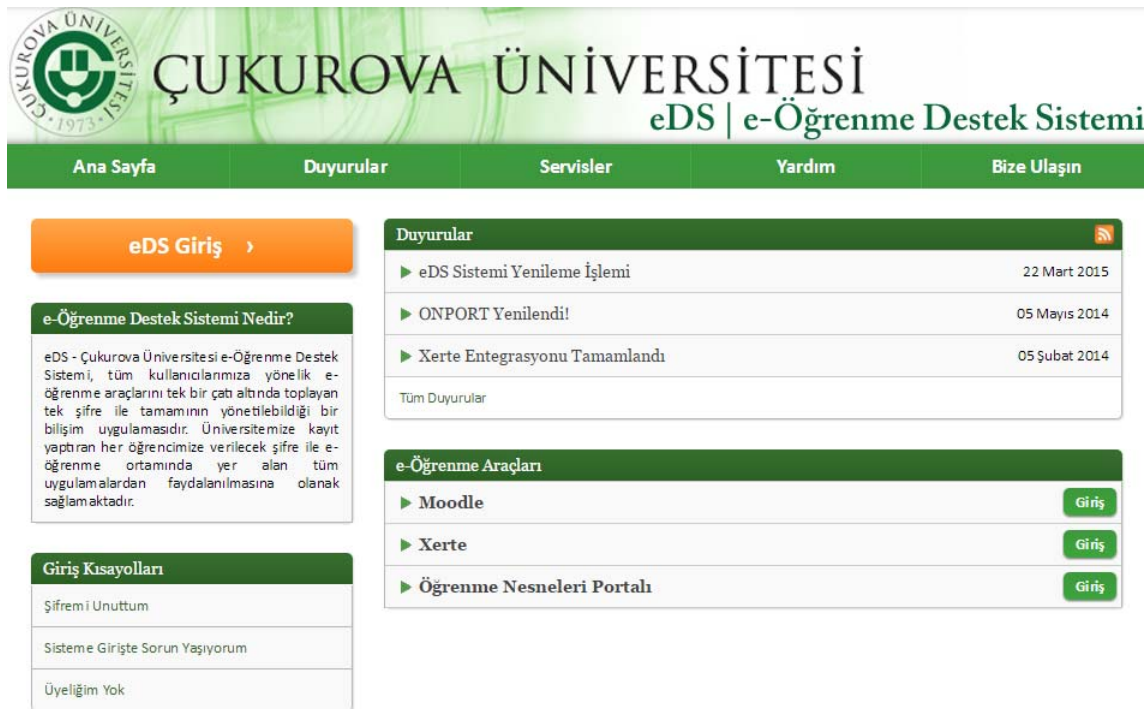 ÇUKUROVA ÜNİVERSİTESİ
1973
ÇUKUROVA ÜNİVERSİTESİ
eDS | e-Öğrenme Destek Sistemi
Ana Sayfa Duyurular Servisler Yardım Bize Ulaşın
eDS Giriş ›
e-Öğrenme Destek Sistemi Nedir?
eDS - Çukurova Üniversitesi e-Öğrenme Destek
Sistemi, tüm kullanıcılarımıza yönelik e-
öğrenme araçlarını tek bir çatı altında toplayan
tek şifre ile tamamının yönetilebildiği bir
bilişim uygulamasıdır. Üniversitemize kayıt
yaptıran her öğrencimize verilecek şifre ile e-
öğrenme ortamında yer alan tüm
uygulamalardan faydalanılmasına olanak
sağlamaktadır.
Giriş Kısayolları
Şifremi Unuttum
Sisteme Girişte Sorun Yaşıyorum
Üyeliğim Yok
Duyurular
eDS Sistemi Yenileme İşlemi 22 Mart 2015
ONPORT Yenilendi! 05 Mayıs 2014
Xerte Entegrasyonu Tamamlandı 05 Şubat 2014
Tüm Duyurular
e-Öğrenme Araçları
Moodle Giriş
Xerte Giriş
Öğrenme Nesneleri Portalı Giriş